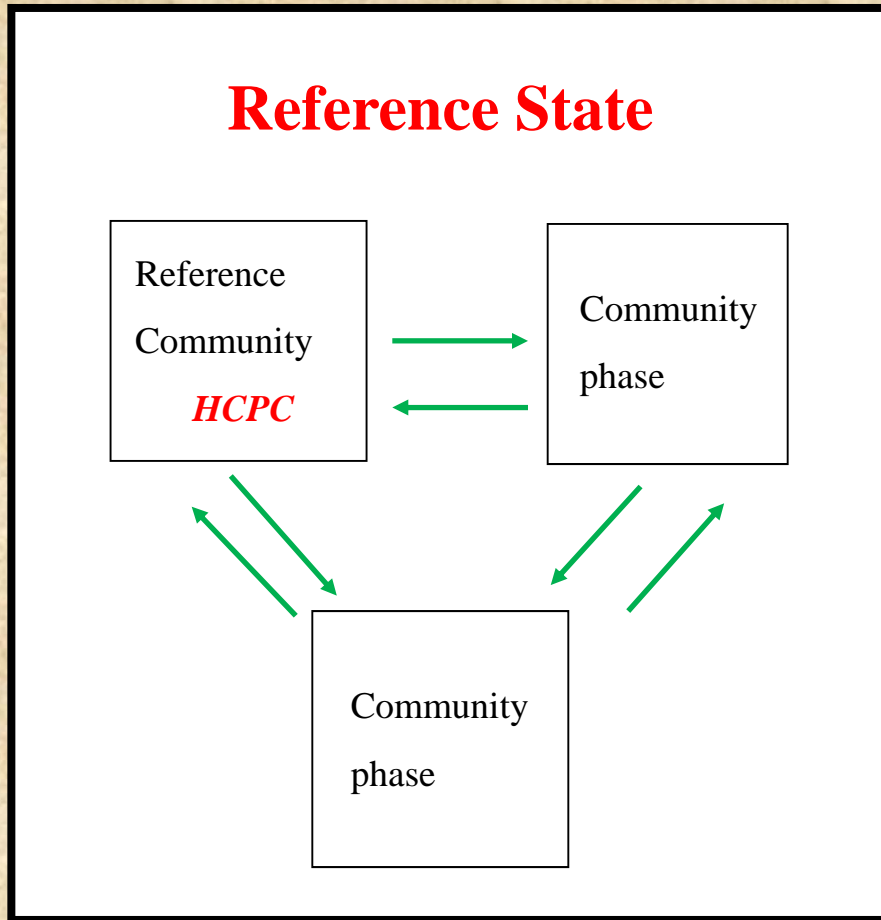 Reference State
Reference
Community
HCPC
Community
phase
Community
phase